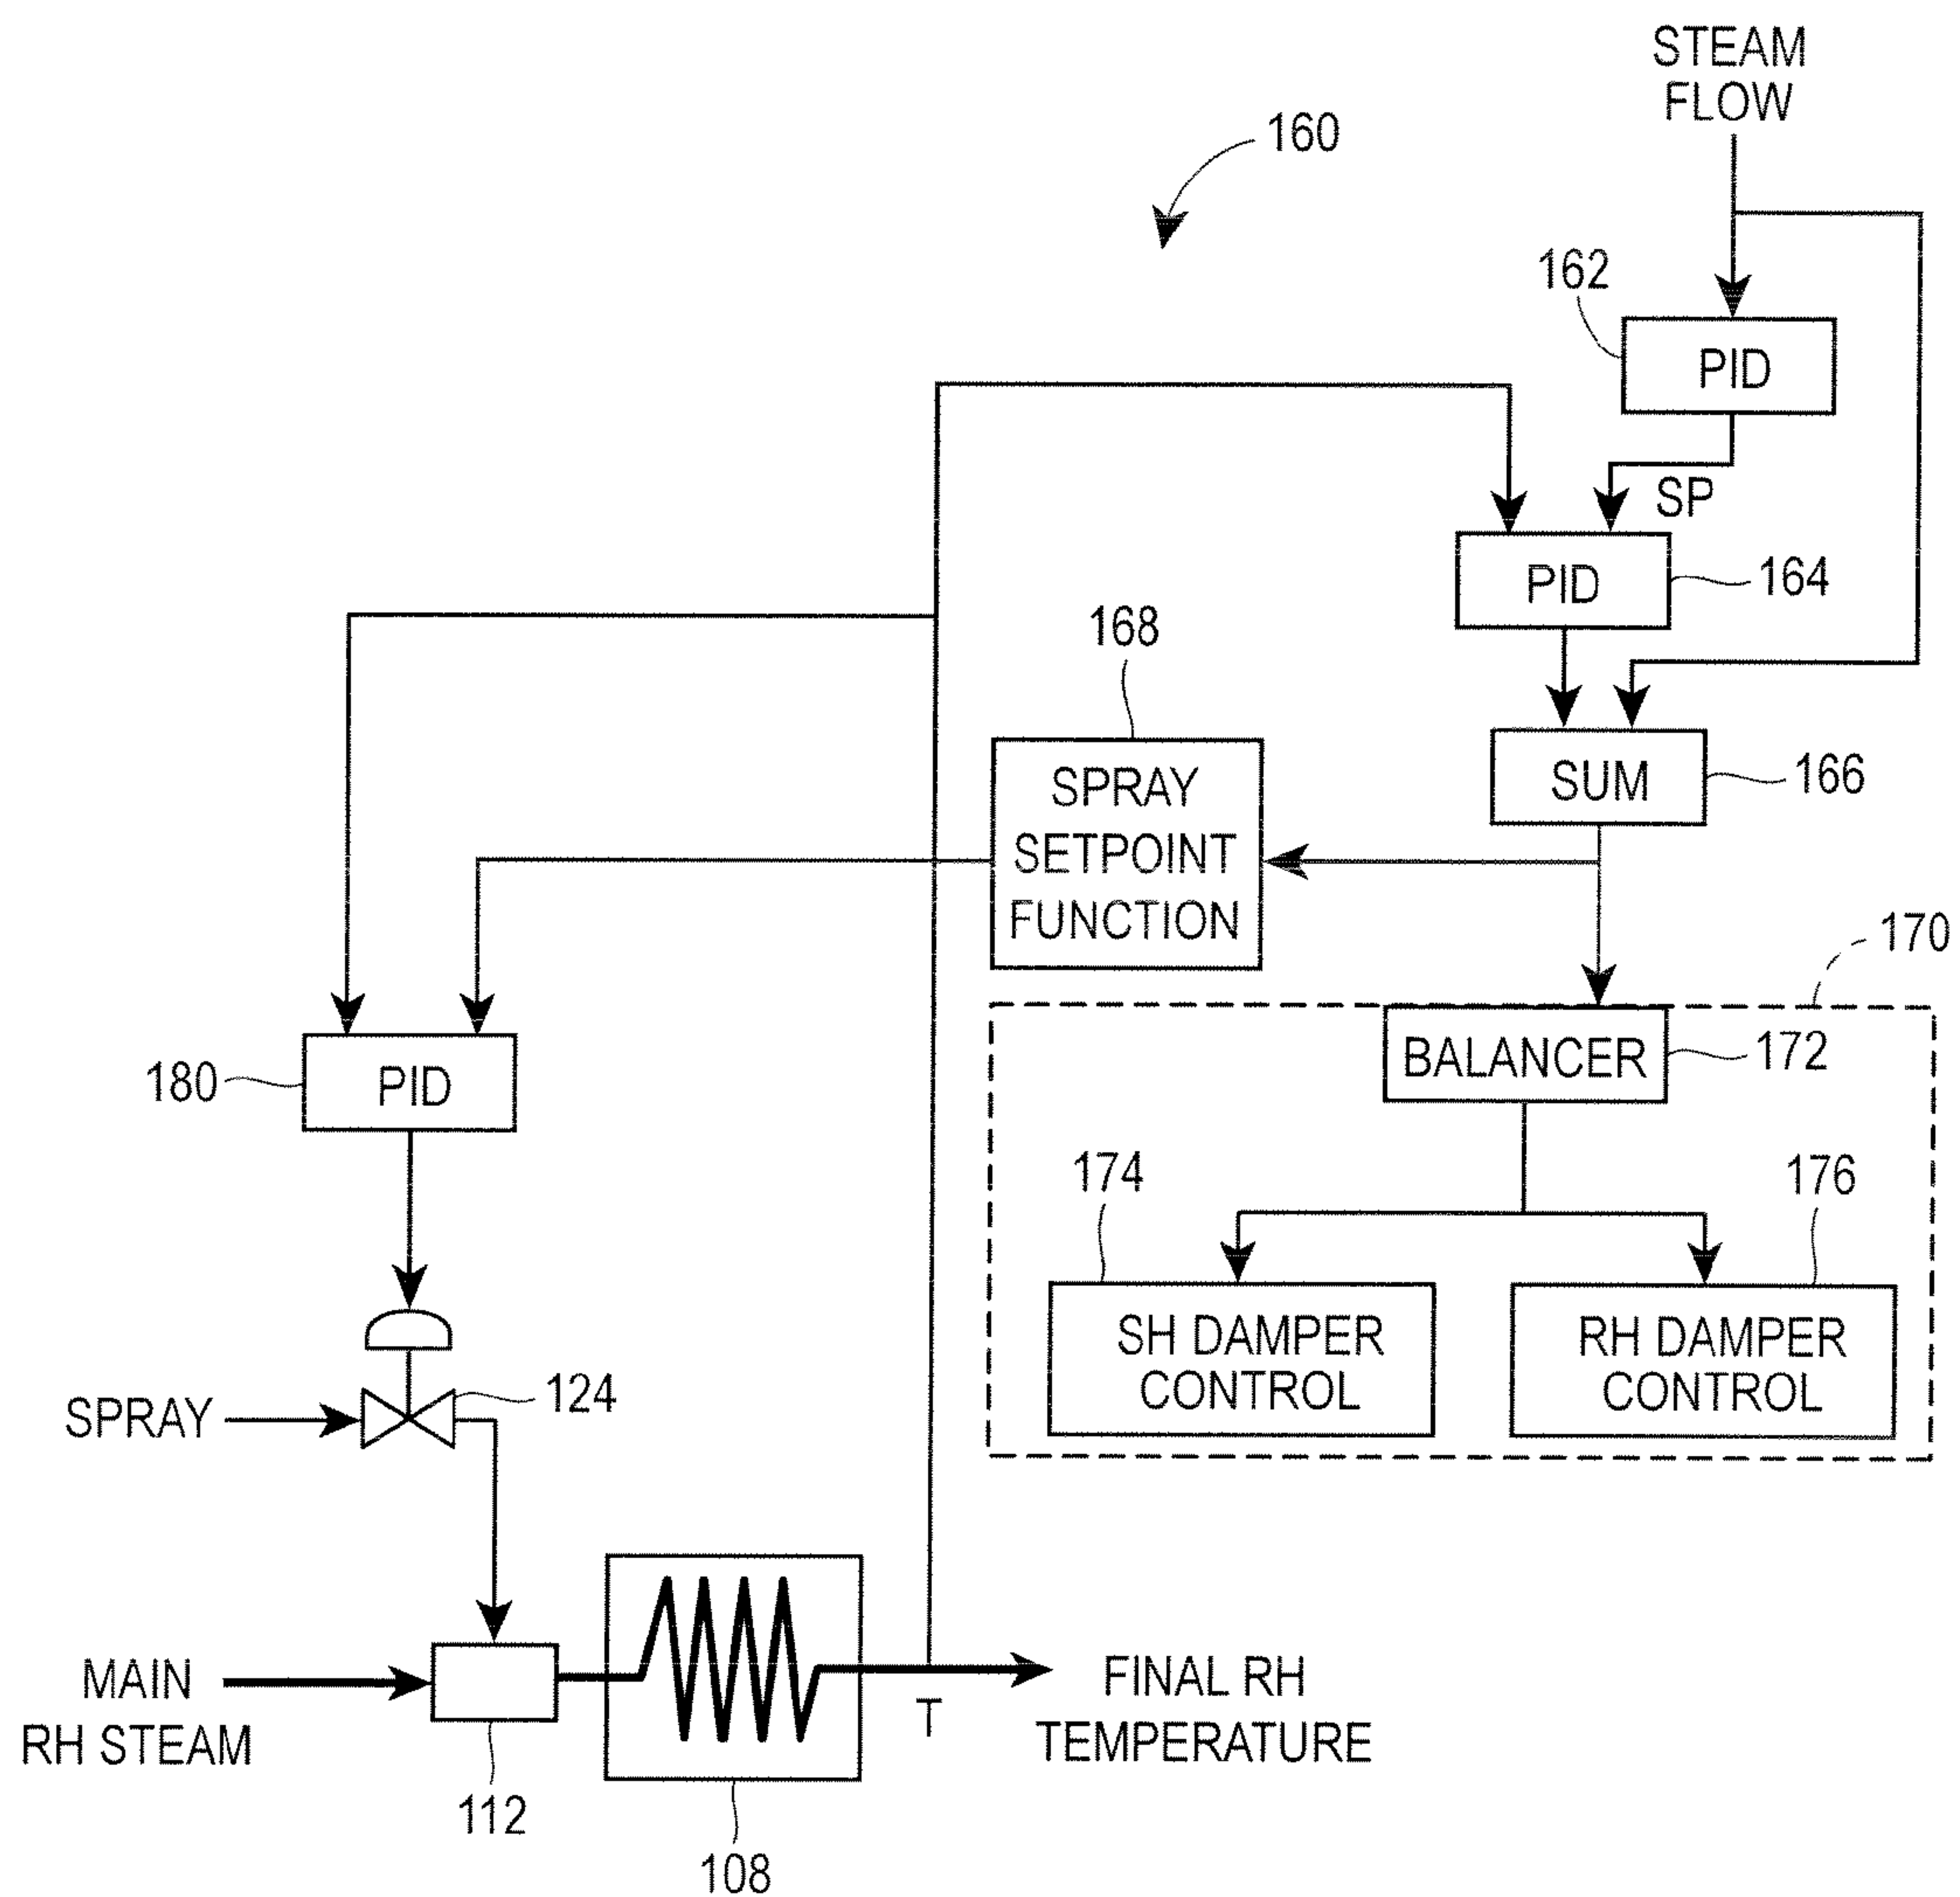 STEAM
FLOW
160
162
PID
SP
PID
164
168
SPRAY
SETPOINT
FUNCTION
SUM
166
170
BALANCER
172
180
PID
174
176
SH DAMPER
CONTROL
RH DAMPER
CONTROL
SPRAY
124
MAIN
RH STEAM
T
FINAL RH
TEMPERATURE
112
108